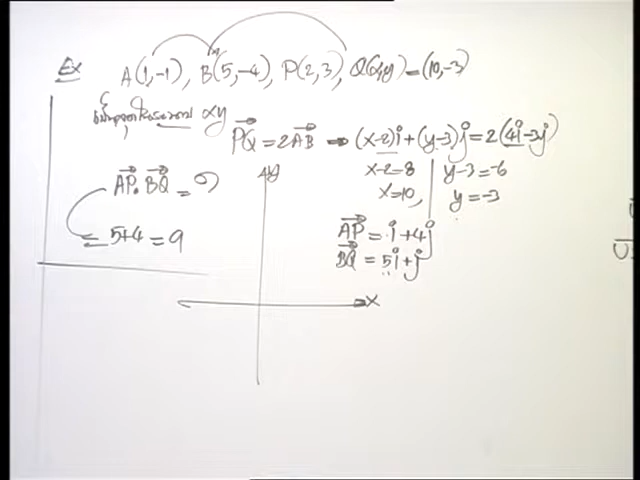 Ex A(1,-1), B(5,-4), P(2,3), Q(x,y)=(10,-3)
xy
PQ = 2AB → (x-2)i+(y-3)j=2(4i-3j)
x-2=8 y-3=-6
x=10, y=-3
AP·BQ =
5+4=9
AP = i+4j
BQ = 5i+j
y
x